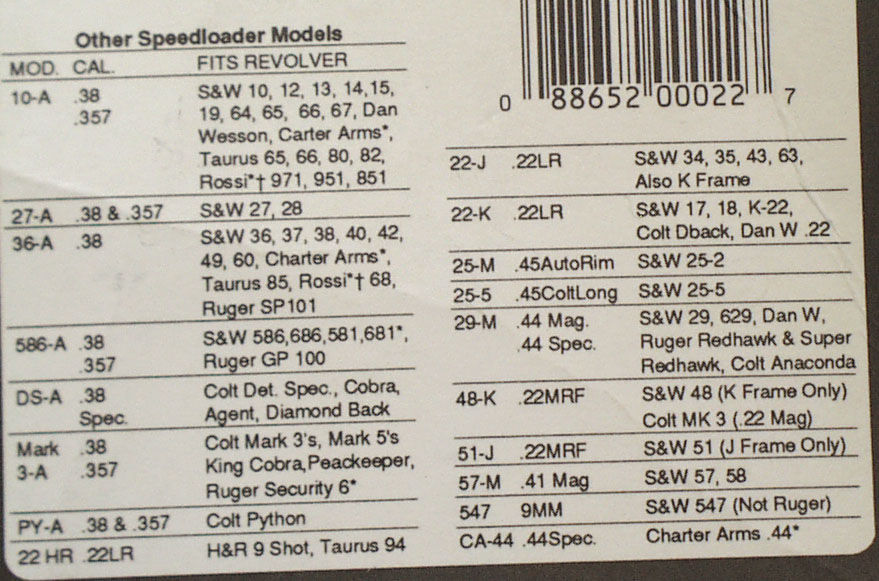 Other Speedloader Models
MOD. CAL. FITS REVOLVER
10-A .38 S&W 10, 12, 13, 14,15,
.357 19, 64, 65, 66, 67, Dan
Wesson, Carter Arms*,
Taurus 65, 66, 80, 82,
Rossi*† 971, 951, 851
27-A .38 & .357 S&W 27, 28
36-A .38 S&W 36, 37, 38, 40, 42,
49, 60, Charter Arms*,
Taurus 85, Rossi*† 68,
Ruger SP101
586-A .38 S&W 586,686,581,681*,
.357 Ruger GP 100
DS-A .38 Colt Det. Spec., Cobra,
Spec. Agent, Diamond Back
Mark .38 Colt Mark 3's, Mark 5's
3-A .357 King Cobra,Peackeeper,
Ruger Security 6*
PY-A .38 & .357 Colt Python
22 HR .22LR H&R 9 Shot, Taurus 94
0 88652 00022 7
22-J .22LR S&W 34, 35, 43, 63,
Also K Frame
22-K .22LR S&W 17, 18, K-22,
Colt Dback, Dan W .22
25-M .45AutoRim S&W 25-2
25-5 .45ColtLong S&W 25-5
29-M .44 Mag. S&W 29, 629, Dan W,
.44 Spec. Ruger Redhawk & Super
Redhawk, Colt Anaconda
48-K .22MRF S&W 48 (K Frame Only)
Colt MK 3 (.22 Mag)
51-J .22MRF S&W 51 (J Frame Only)
57-M .41 Mag S&W 57, 58
547 9MM S&W 547 (Not Ruger)
CA-44 .44Spec. Charter Arms .44*